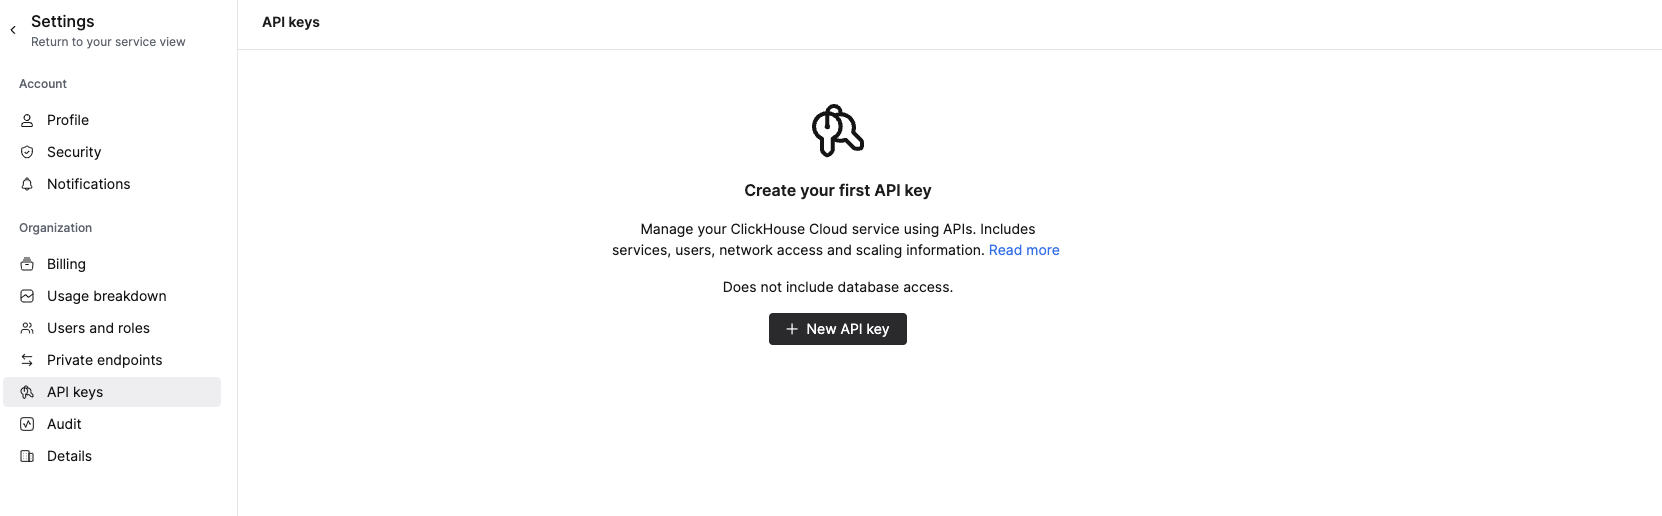 Settings
Return to your service view
Account
Profile
Security
Notifications
Organization
Billing
Usage breakdown
Users and roles
Private endpoints
API keys
Audit
Details
API keys
Create your first API key
Manage your ClickHouse Cloud service using APIs. Includes
services, users, network access and scaling information. Read more
Does not include database access.
New API key